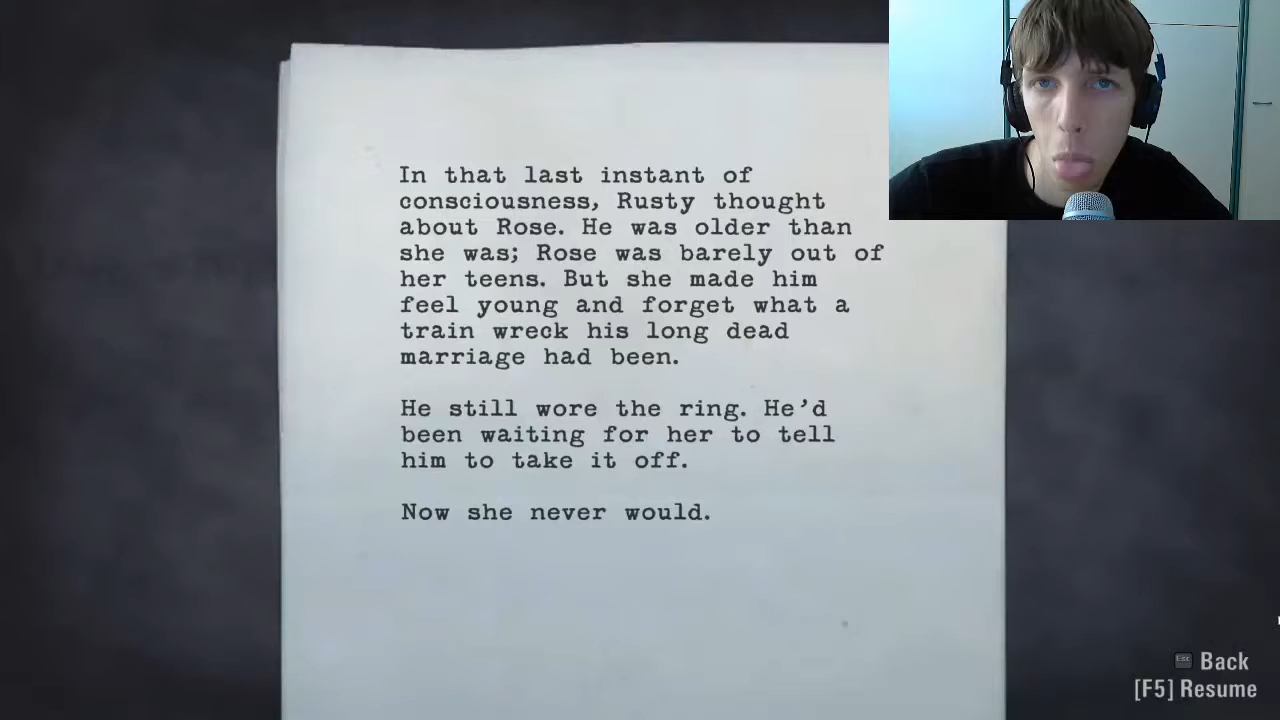 In that last instant of
consciousness, Rusty thought
about Rose. He was older than
she was; Rose was barely out of
her teens. But she made him
feel young and forget what a
train wreck his long dead
marriage had been.
He still wore the ring. He’d
been waiting for her to tell
him to take it off.
Now she never would.
Esc Back
[F5] Resume